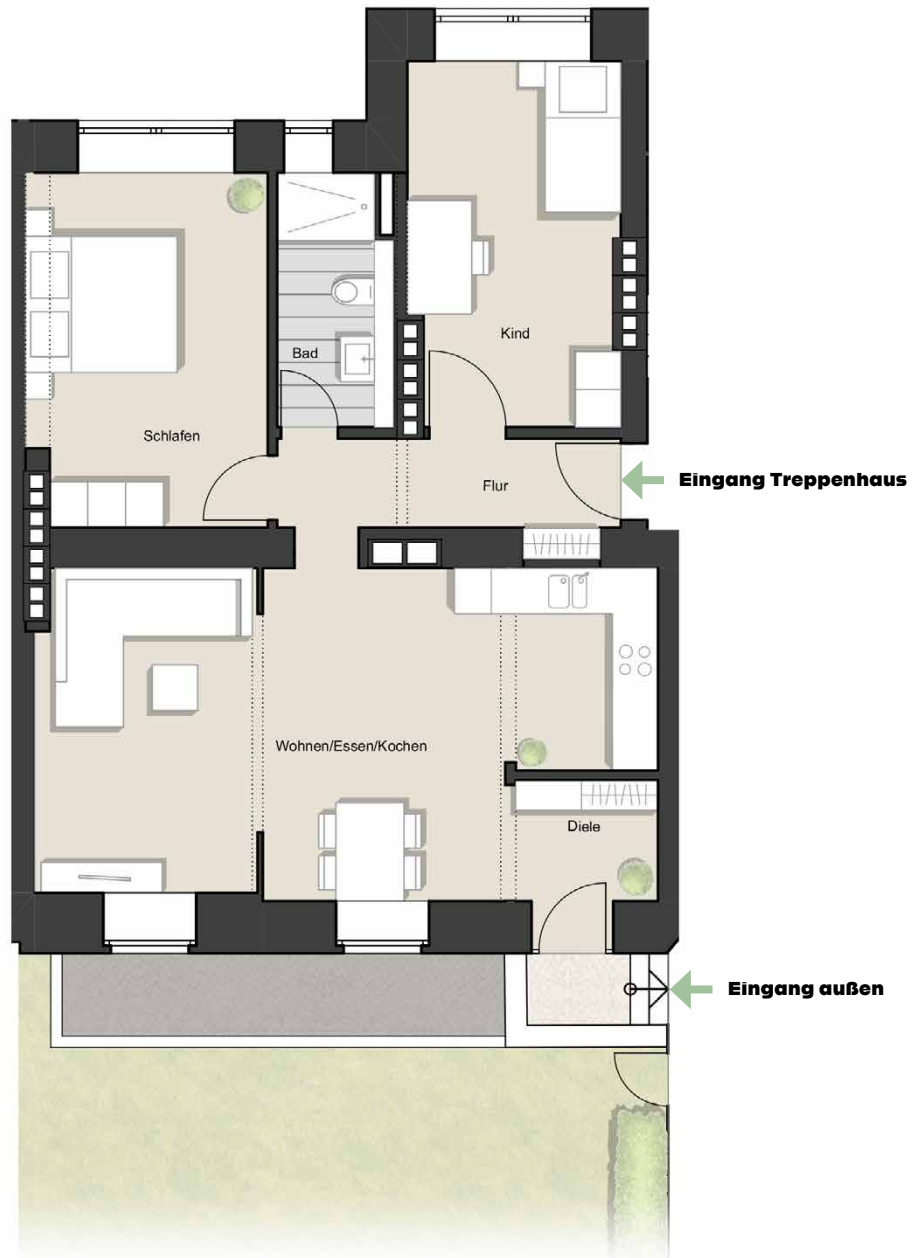 Kind
Bad
Schlafen
Flur
Eingang Treppenhaus
Wohnen/Essen/Kochen
Diele
Eingang außen